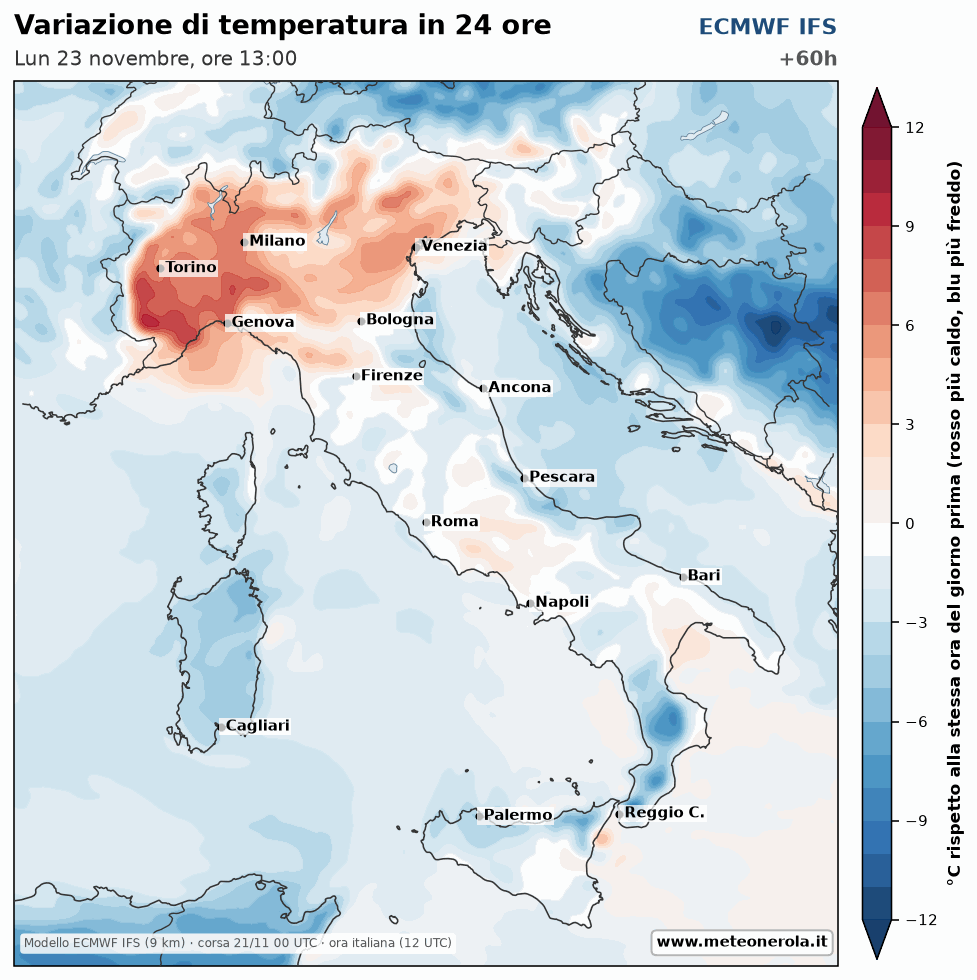 Variazione di temperatura in 24 ore
ECMWF IFS
Lun 23 novembre, ore 13:00
+60h
Milano
Venezia
Torino
Genova
Bologna
Firenze
Ancona
Pescara
Roma
Bari
Napoli
Cagliari
Palermo
Reggio C.
12
9
6
3
0
−3
−6
−9
−12
°C rispetto alla stessa ora del giorno prima (rosso più caldo, blu più freddo)
Modello ECMWF IFS (9 km) · corsa 21/11 00 UTC · ora italiana (12 UTC)
www.meteonerola.it